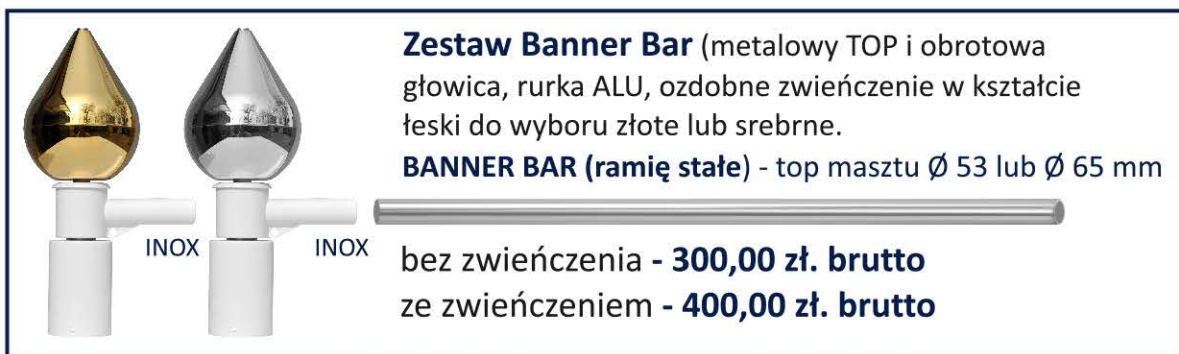 Zestaw Banner Bar (metalowy TOP i obrotowa
głowica, rurka ALU, ozdobne zwieńczenie w kształcie
łeski do wyboru złote lub srebrne.
BANNER BAR (ramię stałe) - top masztu Ø 53 lub Ø 65 mm
INOX
INOX
bez zwieńczenia - 300,00 zł. brutto
ze zwieńczeniem - 400,00 zł. brutto